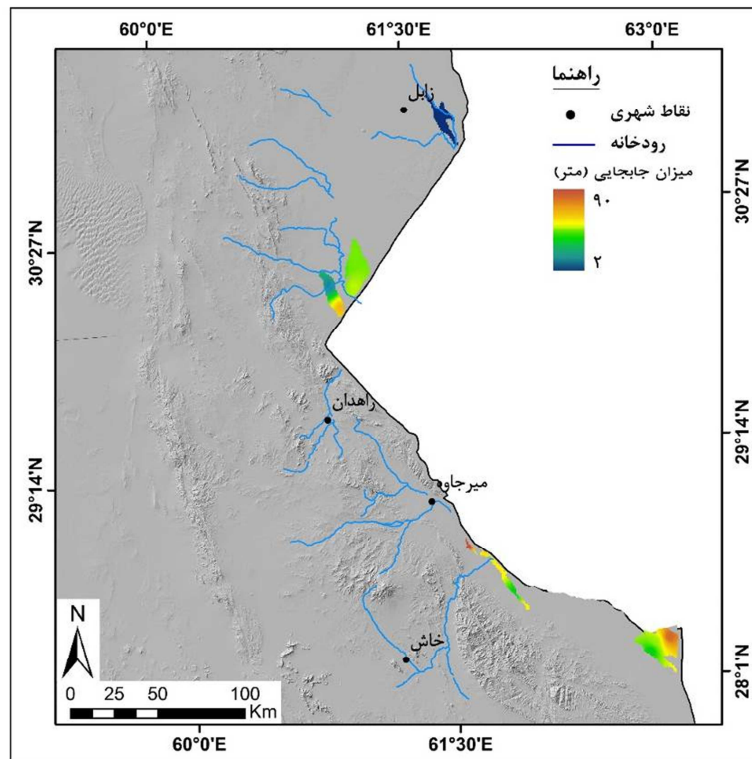 60°0'E 61°30'E 63°0'E
راهنما
نقاط شهری
رودخانه
میزان جابجایی (متر)
۹۰
۲
زابل
30°27'N
30°27'N
زاهدان
29°14'N
میرجاوه
29°14'N
خاش
28°1'N
N
0 25 50 100
Km
60°0'E 61°30'E